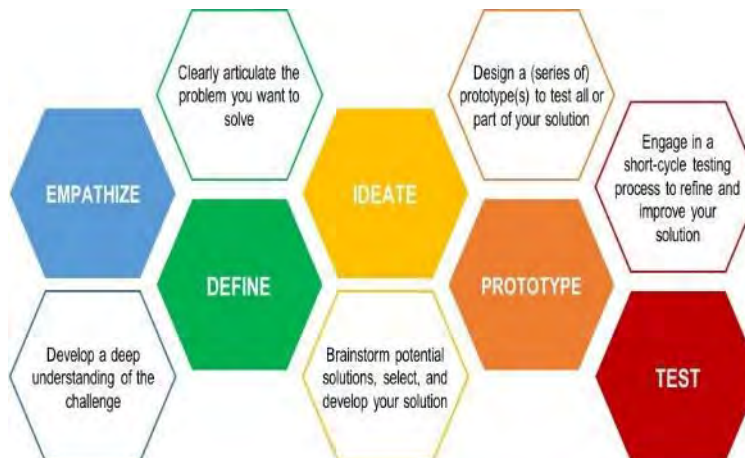 EMPATHIZE
Develop a deep
understanding of the
challenge
Clearly articulate the
problem you want to
solve
DEFINE
IDEATE
Brainstorm potential
solutions, select, and
develop your solution
Design a (series of)
prototype(s) to test all or
part of your solution
PROTOTYPE
Engage in a
short-cycle testing
process to refine and
improve your
solution
TEST